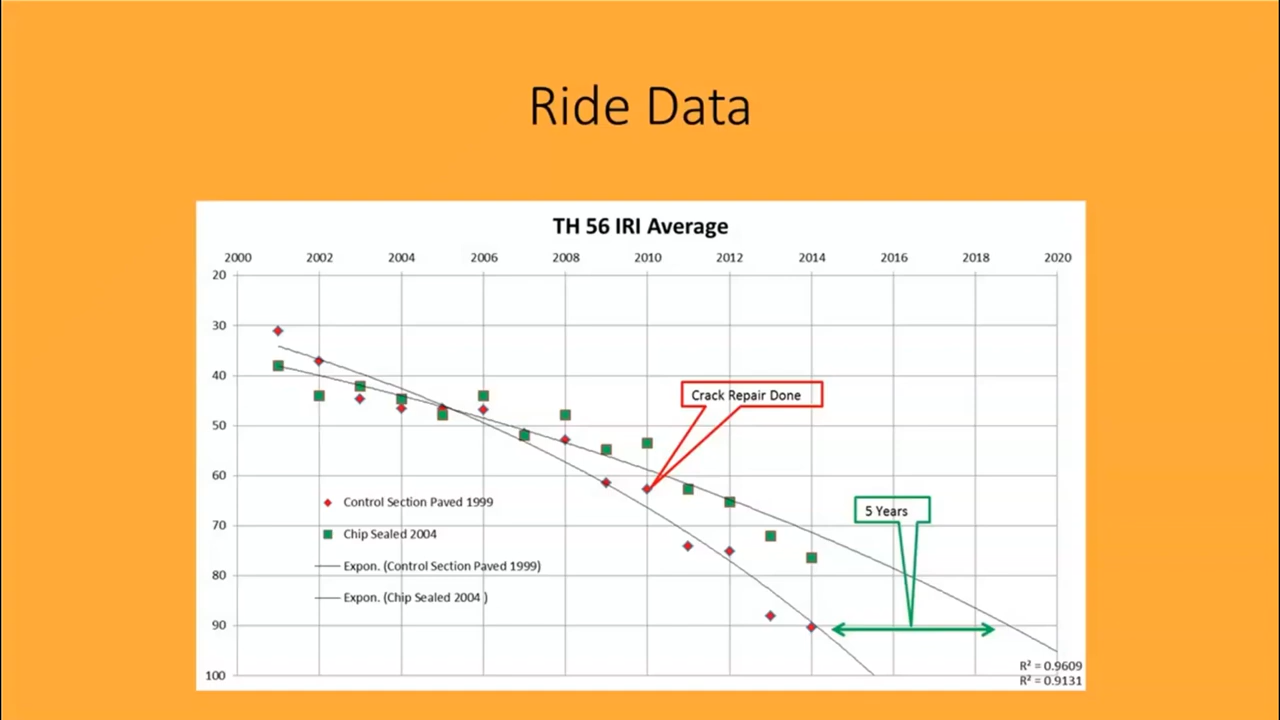 Ride Data
TH 56 IRI Average
2000 2002 2004 2006 2008 2010 2012 2014 2016 2018 2020
20
30
40
Crack Repair Done
50
60
Control Section Paved 1999
5 Years
70
Chip Sealed 2004
Expon. (Control Section Paved 1999)
80
Expon. (Chip Sealed 2004 )
90
R² = 0.9609
100
R² = 0.9131